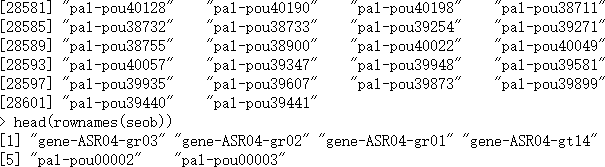 [28581] "pa1-pou40128" "pa1-pou40190" "pa1-pou40198" "pa1-pou38711"
[28585] "pa1-pou38732" "pa1-pou38733" "pa1-pou39254" "pa1-pou39271"
[28589] "pa1-pou38755" "pa1-pou38900" "pa1-pou40022" "pa1-pou40049"
[28593] "pa1-pou40057" "pa1-pou39347" "pa1-pou39948" "pa1-pou39581"
[28597] "pa1-pou39935" "pa1-pou39607" "pa1-pou39873" "pa1-pou39899"
[28601] "pa1-pou39440" "pa1-pou39441"
> head(rownames(seob))
[1] "gene-ASR04-gr03" "gene-ASR04-gr02" "gene-ASR04-gr01" "gene-ASR04-gt14"
[5] "pa1-pou00002" "pa1-pou00003"